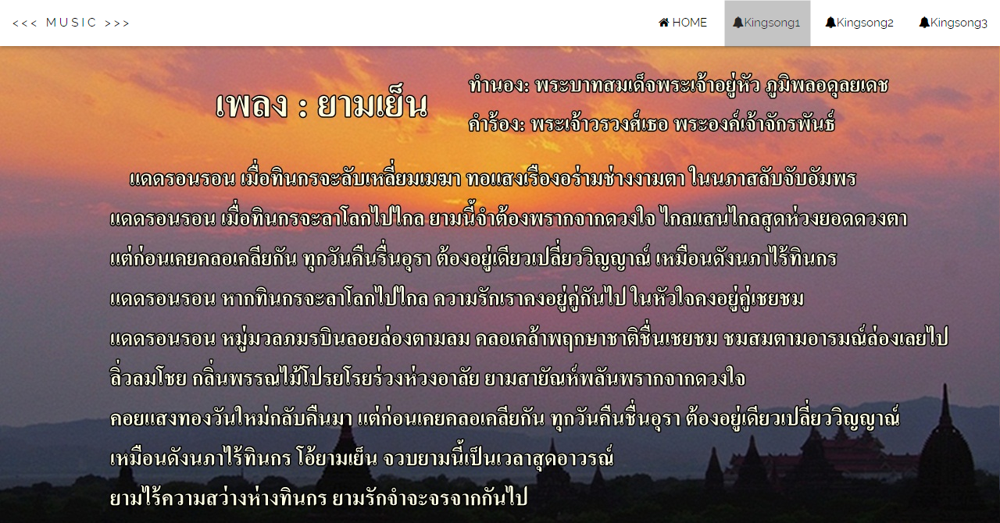 <<< MUSIC >>>
HOME
Kingsong1
Kingsong2
Kingsong3
เพลง : ยามเย็น
ทำนอง: พระบาทสมเด็จพระเจ้าอยู่หัว ภูมิพลอดุลยเดช
คำร้อง: พระเจ้าวรวงศ์เธอ พระองค์เจ้าจักรพันธ์
แดดรอนรอน เมื่อทินกรจะลับเหลี่ยมเมฆา ทอแสงเรืองอร่ามช่างงามตา ในนภาสลับจับอัมพร
แดดรอนรอน เมื่อทินกรจะลาโลกไปไกล ยามนี้จำต้องพรากจากดวงใจ ไกลแสนไกลสุดห่วงยอดดวงตา
แต่ก่อนเคยคลอเคลียกัน ทุกวันคืนรื่นอุรา ต้องอยู่เดียวเปลี่ยววิญญาณ์ เหมือนดังนภาไร้ทินกร
แดดรอนรอน หากทินกรจะลาโลกไปไกล ความรักเราคงอยู่คู่กันไป ในหัวใจคงอยู่คู่เชยชม
แดดรอนรอน หมู่มวลภมรบินลอยล่องตามลม คลอเคล้าพฤกษาชาติชื่นเชยชม ชมสมตามอารมณ์ล่องเลยไป
ลิ่วลมโชย กลิ่นพรรณไม้โปรยโรยร่วงห่วงอาลัย ยามสายัณห์พลันพรากจากดวงใจ
คอยแสงทองวันใหม่กลับคืนมา แต่ก่อนเคยคลอเคลียกัน ทุกวันคืนชื่นอุรา ต้องอยู่เดียวเปลี่ยววิญญาณ์
เหมือนดังนภาไร้ทินกร โอ้ยามเย็น จวบยามนี้เป็นเวลาสุดอาวรณ์
ยามไร้ความสว่างห่างทินกร ยามรักจำจะจรจากกันไป